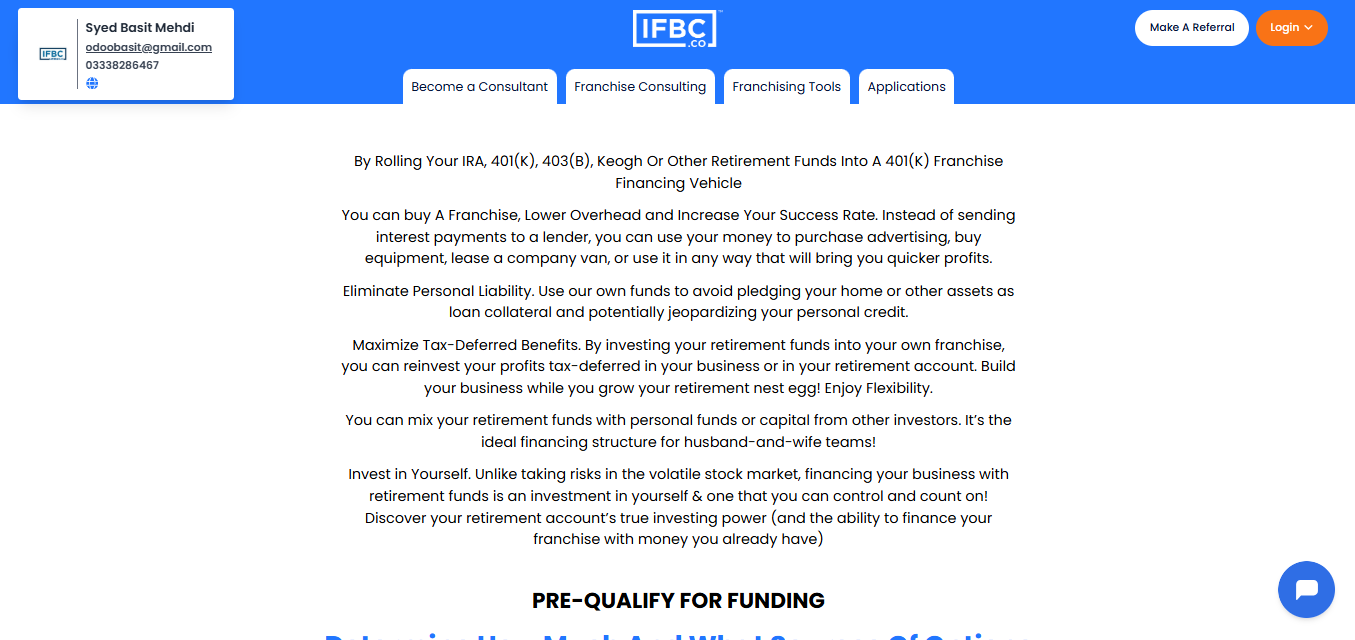 Syed Basit Mehdi
odoobasit@gmail.com
03338286467
IFBC
IFBC
.CO
Make A Referral
Login
Become a Consultant
Franchise Consulting
Franchising Tools
Applications
By Rolling Your IRA, 401(K), 403(B), Keogh Or Other Retirement Funds Into A 401(K) Franchise
Financing Vehicle
You can buy A Franchise, Lower Overhead and Increase Your Success Rate. Instead of sending
interest payments to a lender, you can use your money to purchase advertising, buy
equipment, lease a company van, or use it in any way that will bring you quicker profits.
Eliminate Personal Liability. Use our own funds to avoid pledging your home or other assets as
loan collateral and potentially jeopardizing your personal credit.
Maximize Tax-Deferred Benefits. By investing your retirement funds into your own franchise,
you can reinvest your profits tax-deferred in your business or in your retirement account. Build
your business while you grow your retirement nest egg! Enjoy Flexibility.
You can mix your retirement funds with personal funds or capital from other investors. It’s the
ideal financing structure for husband-and-wife teams!
Invest in Yourself. Unlike taking risks in the volatile stock market, financing your business with
retirement funds is an investment in yourself & one that you can control and count on!
Discover your retirement account’s true investing power (and the ability to finance your
franchise with money you already have)
PRE-QUALIFY FOR FUNDING
Determine How Much And What Sources Of Options